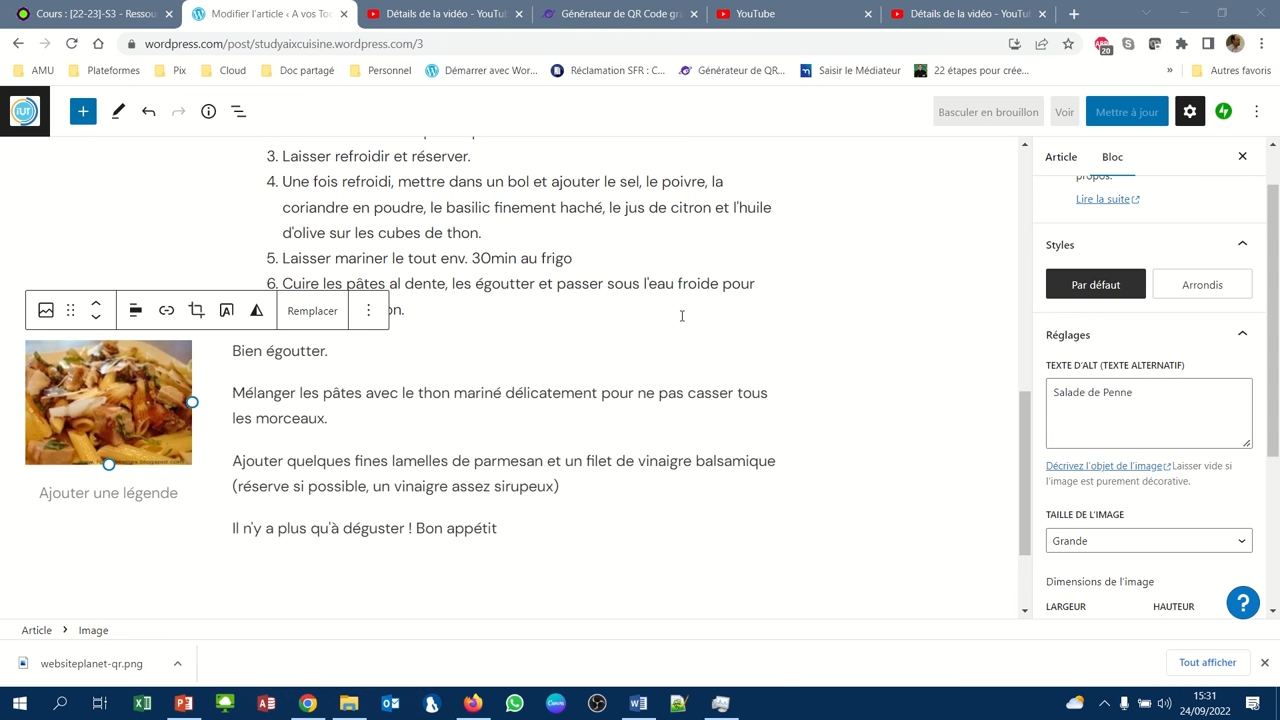 Cours : [22-23]-S3 - Ressou
Modifier l'article ‹ A vos Toq
Détails de la vidéo - YouTube
Générateur de QR Code gra
YouTube
Détails de la vidéo - YouTube
wordpress.com/post/studyaixcuisine.wordpress.com/3
20
AMU
Plateformes
Pix
Cloud
Doc partagé
Personnel
Démarrer avec Wor...
Réclamation SFR : C...
Générateur de QR...
Saisir le Médiateur
22 étapes pour crée...
»
Autres favoris
iUT
Basculer en brouillon
Voir
Mettre à jour
3. Laisser refroidir et réserver.
4. Une fois refroidi, mettre dans un bol et ajouter le sel, le poivre, la
coriandre en poudre, le basilic finement haché, le jus de citron et l'huile
d'olive sur les cubes de thon.
5. Laisser mariner le tout env. 30min au frigo
6. Cuire les pâtes al dente, les égoutter et passer sous l'eau froide pour
on.
Remplacer
Bien égoutter.
Mélanger les pâtes avec le thon mariné délicatement pour ne pas casser tous
les morceaux.
Ajouter quelques fines lamelles de parmesan et un filet de vinaigre balsamique
(réserve si possible, un vinaigre assez sirupeux)
Il n'y a plus qu'à déguster ! Bon appétit
Ajouter une légende
Article
Bloc
propos.
Lire la suite
Styles
Par défaut
Arrondis
Réglages
TEXTE D'ALT (TEXTE ALTERNATIF)
Salade de Penne
Décrivez l'objet de l'image Laisser vide si
l'image est purement décorative.
TAILLE DE L'IMAGE
Grande
Dimensions de l'image
LARGEUR
HAUTEUR
?
Article > Image
websiteplanet-qr.png
Tout afficher
15:31
24/09/2022